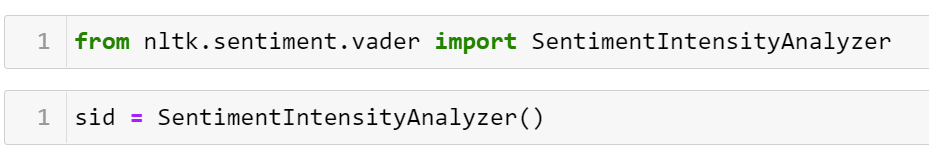 1 from nltk.sentiment.vader import SentimentIntensityAnalyzer
1 sid = SentimentIntensityAnalyzer()